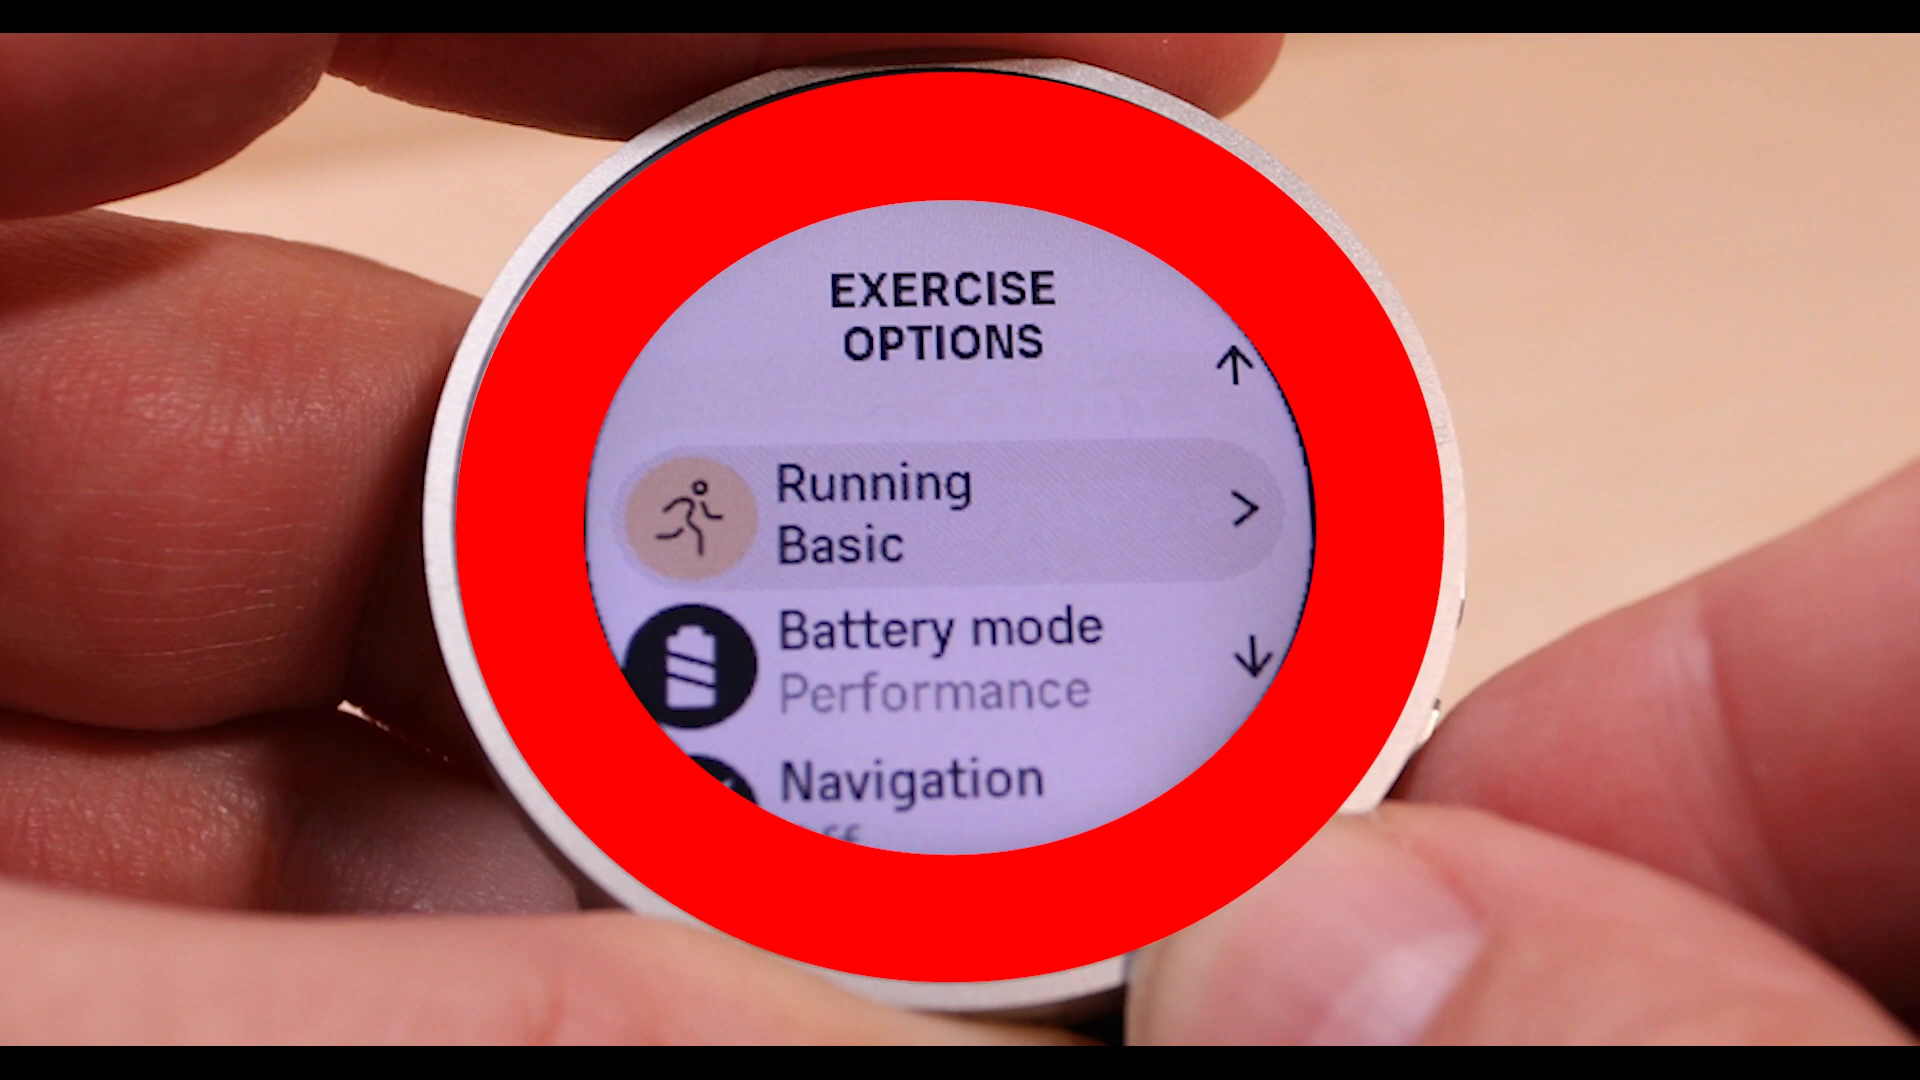 EXERCISE
OPTIONS
Running
Basic
Battery mode
Performance
Navigation